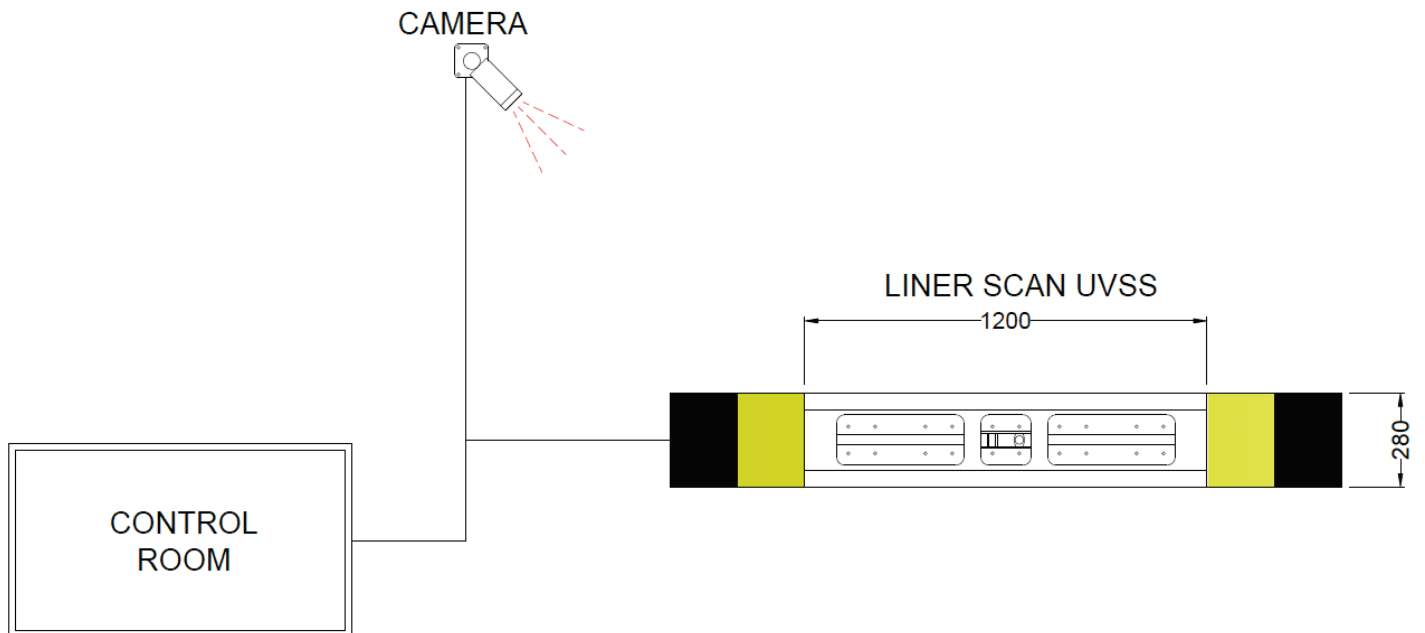 CAMERA
LINER SCAN UVSS
1200
280
CONTROL
ROOM